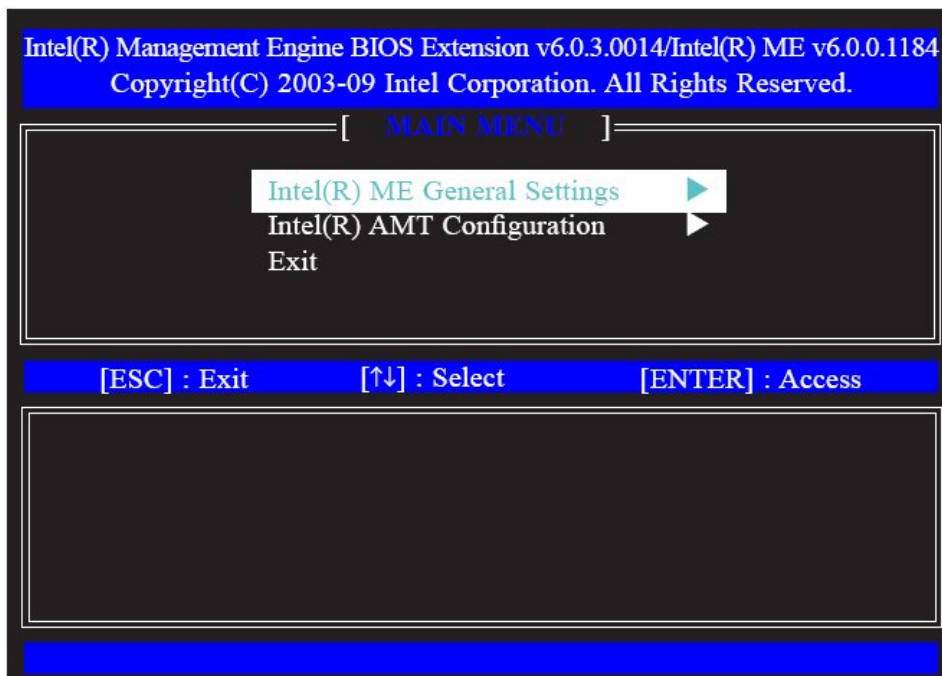 Intel(R) Management Engine BIOS Extension v6.0.3.0014/Intel(R) ME v6.0.0.1184
Copyright(C) 2003-09 Intel Corporation. All Rights Reserved.
[ MAIN MENU ]
Intel(R) ME General Settings ▶
Intel(R) AMT Configuration ▶
Exit
[ESC] : Exit [↑↓] : Select [ENTER] : Access